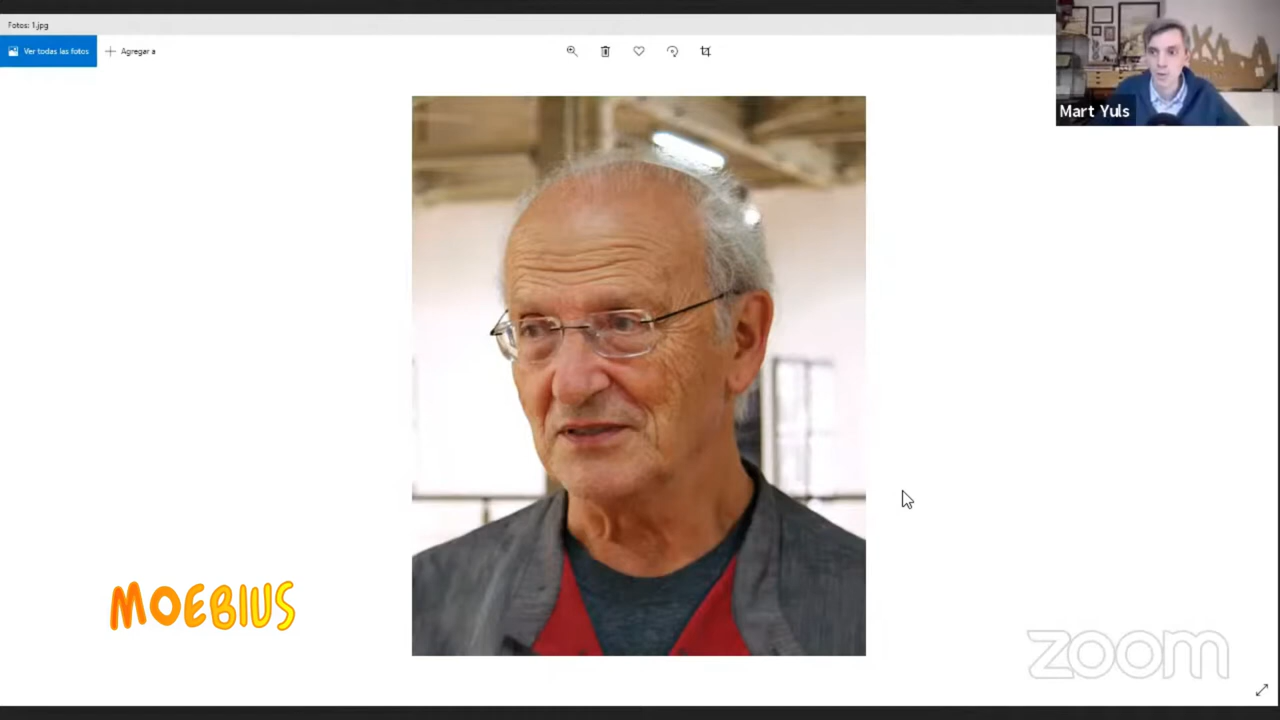 Fotos: 1.jpg
Ver todas las fotos
Agregar a
Mart Yuls
MOEBIUS
zoom